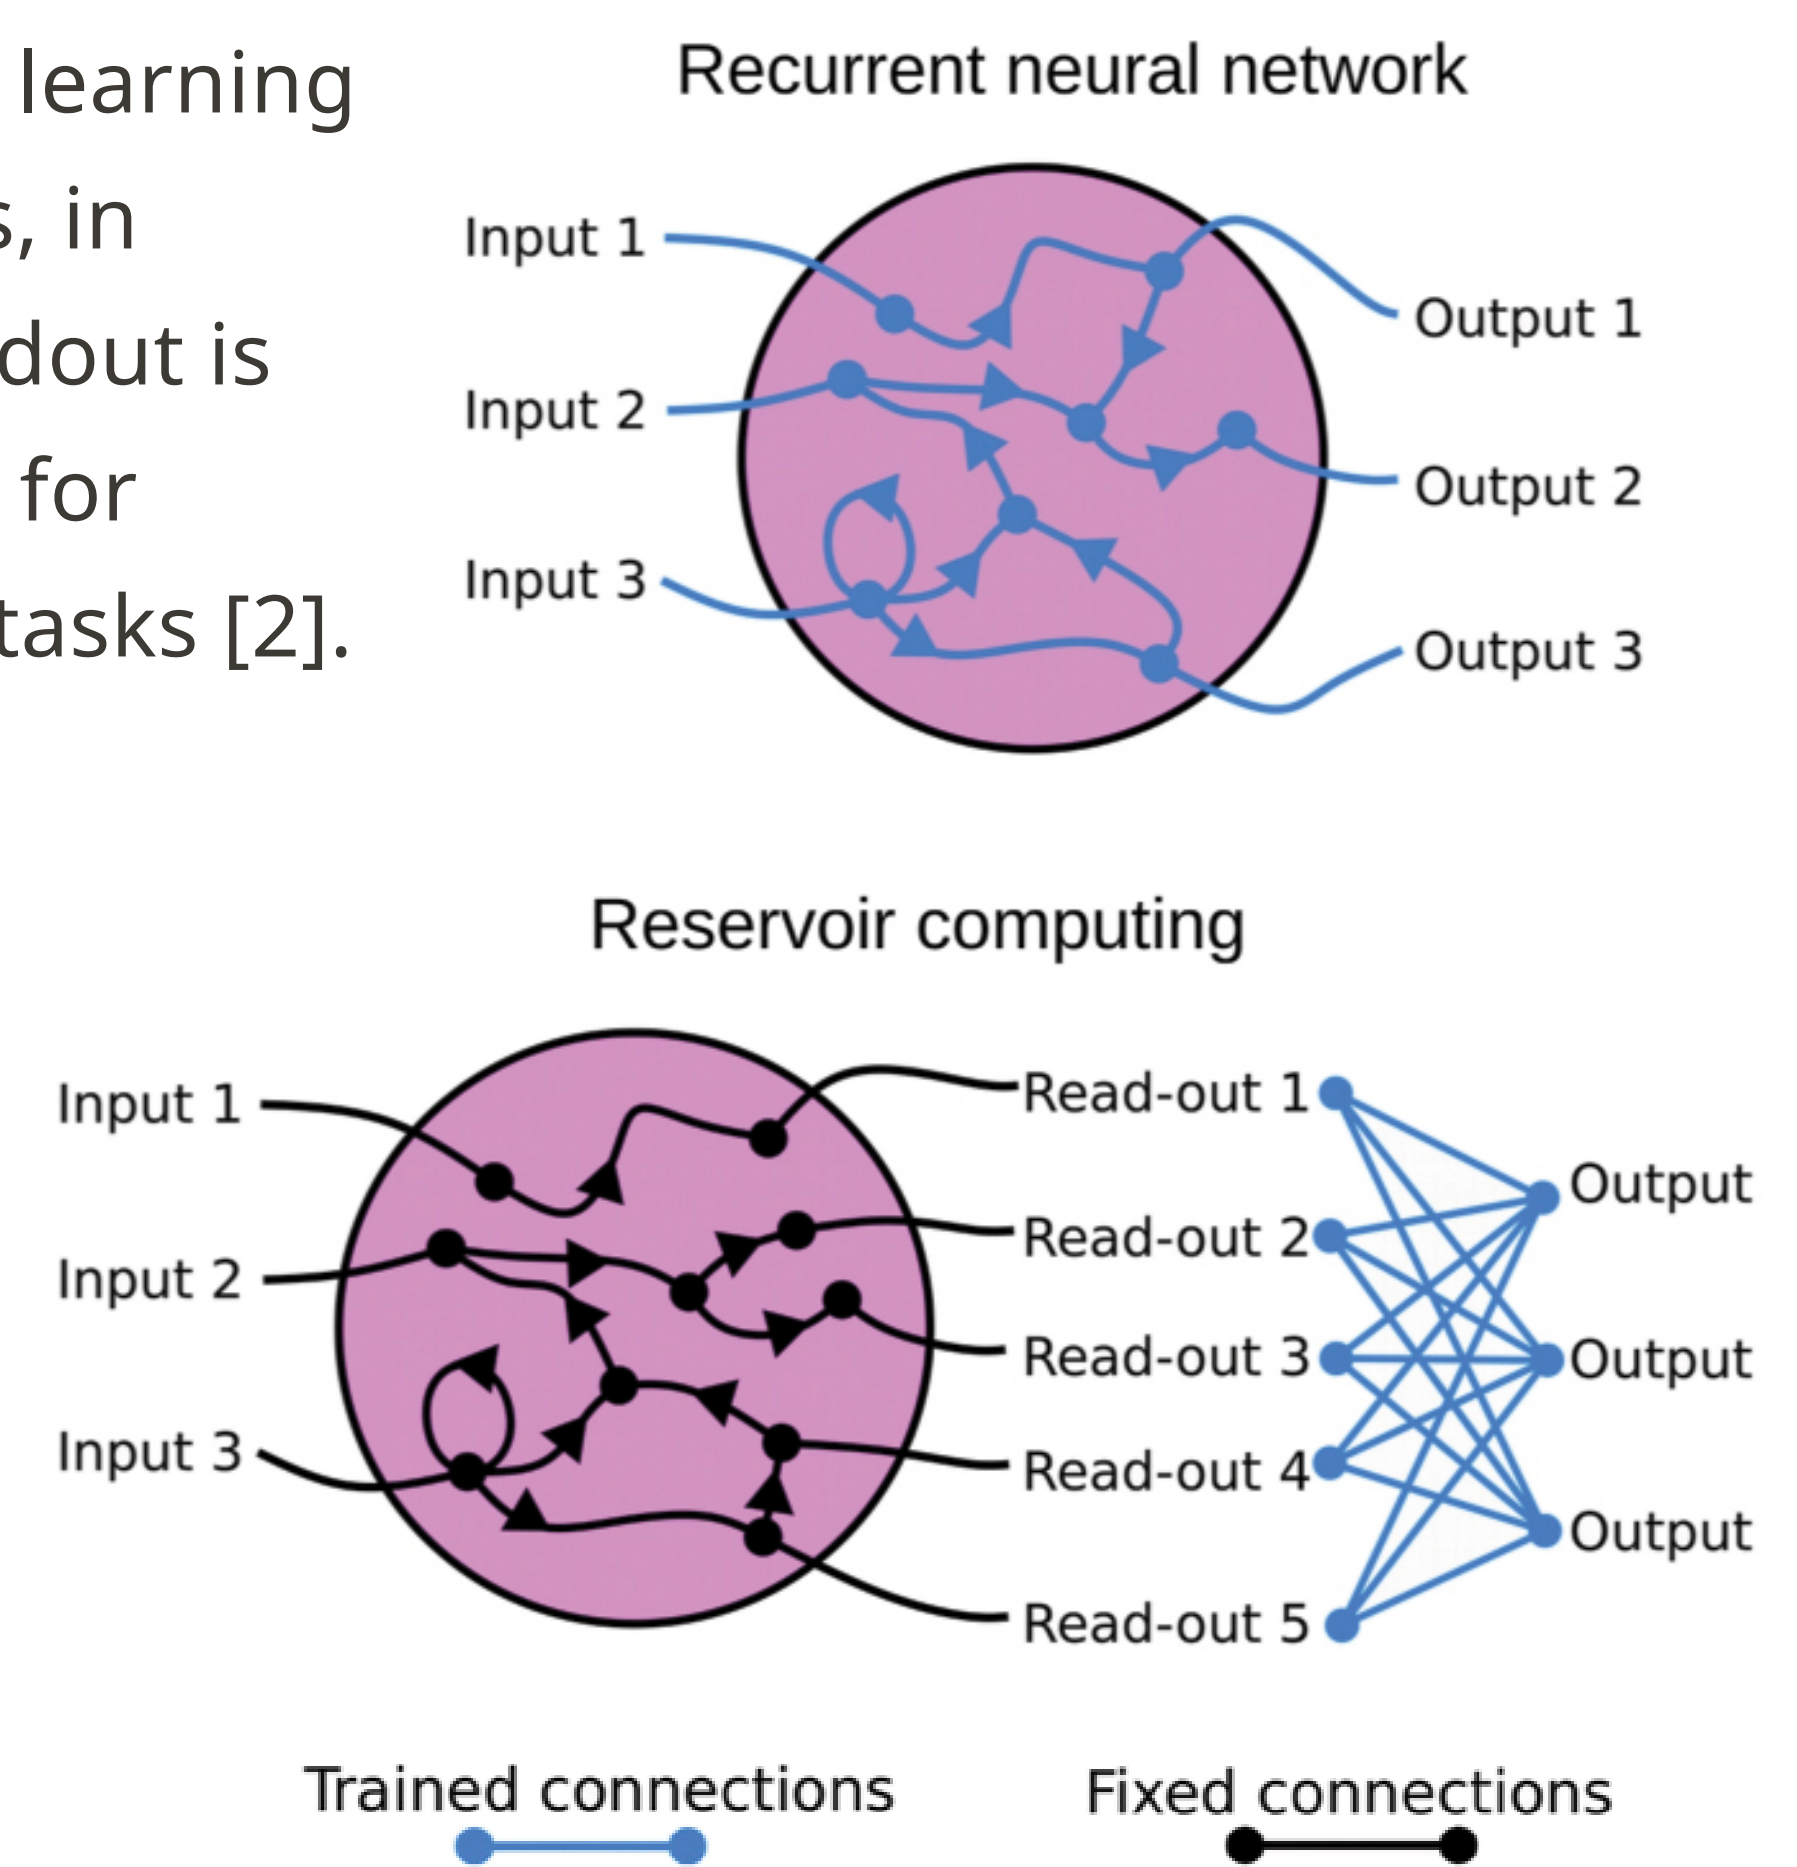 learning
s, in
dout is
for
tasks [2].
Recurrent neural network
Input 1
Input 2
Input 3
Output 1
Output 2
Output 3
Reservoir computing
Input 1
Input 2
Input 3
Read-out 1
Read-out 2
Read-out 3
Read-out 4
Read-out 5
Output
Output
Output
Trained connections
Fixed connections